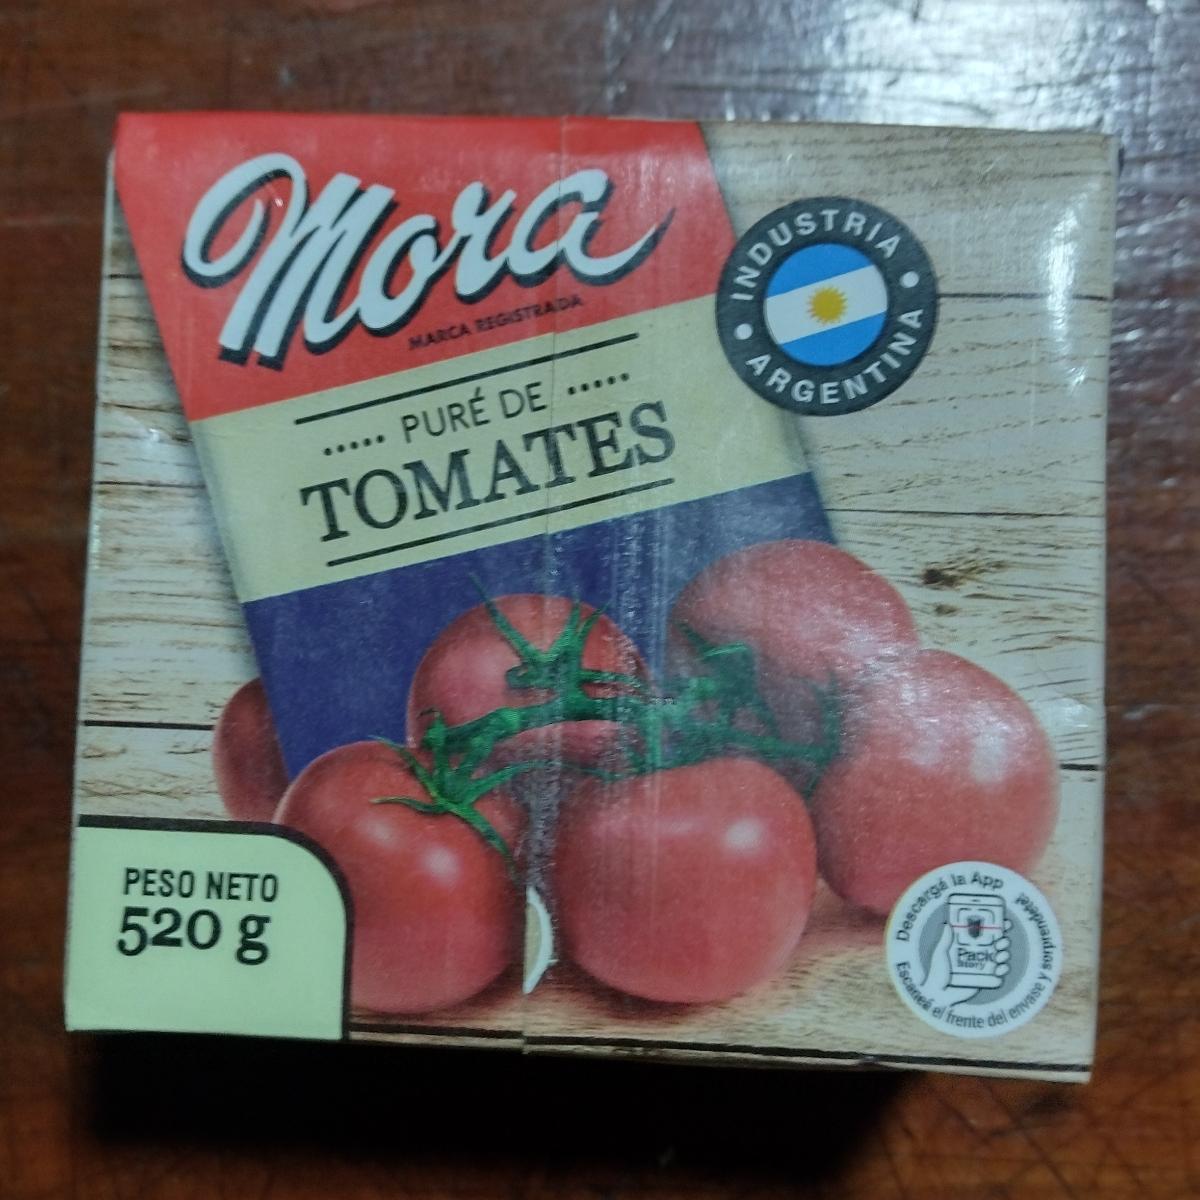 Mora
MARCA REGISTRADA
PURÉ DE
TOMATES
INDUSTRIA
ARGENTINA
PESO NETO
520 g
Descargá la App
Escaneá el frente del envase y sorprendete!
Pack
Story